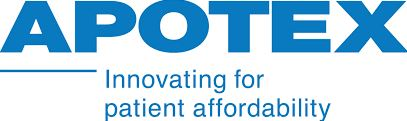 APOTEX
Innovating for
patient affordability